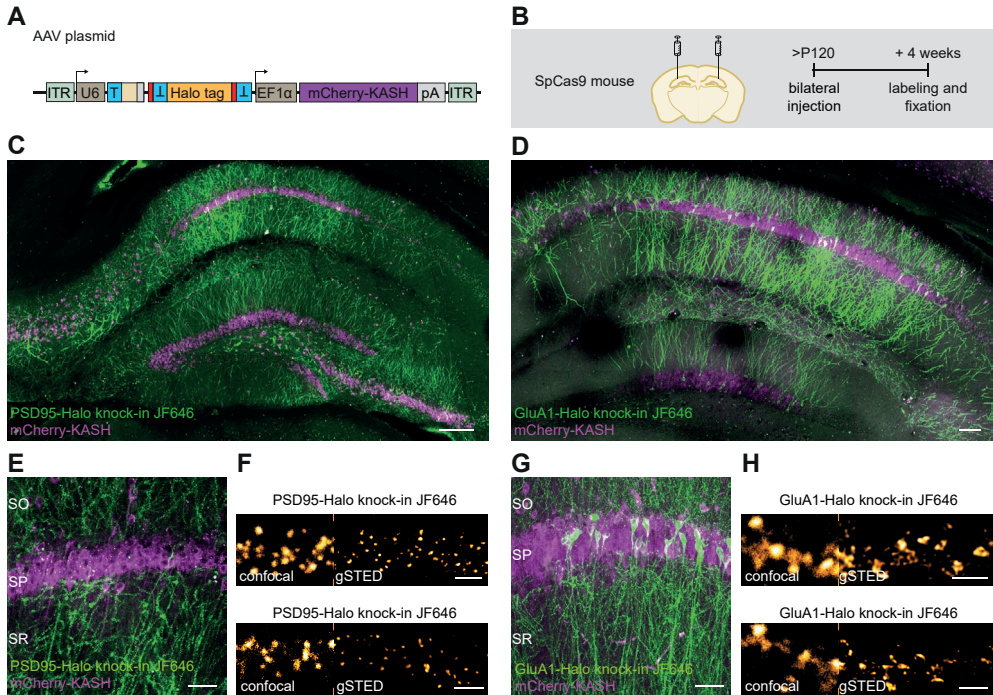 A
AAV plasmid
ITR U6 T ⊥ Halo tag ⊥ EF1α mCherry-KASH pA ITR
B
SpCas9 mouse
>P120 + 4 weeks
bilateral injection labeling and fixation
C
PSD95-Halo knock-in JF646
mCherry-KASH
D
GluA1-Halo knock-in JF646
mCherry-KASH
E
SO
SP
SR
PSD95-Halo knock-in JF646
mCherry-KASH
F
PSD95-Halo knock-in JF646
confocal gSTED
PSD95-Halo knock-in JF646
confocal gSTED
G
SO
SP
SR
GluA1-Halo knock-in JF646
mCherry-KASH
H
GluA1-Halo knock-in JF646
confocal gSTED
GluA1-Halo knock-in JF646
confocal gSTED